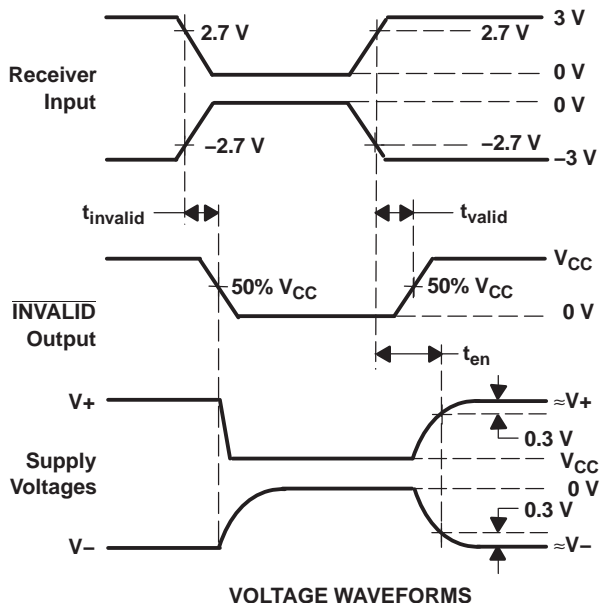 3 V
2.7 V
2.7 V
Receiver
Input
0 V
0 V
−2.7 V
−2.7 V
−3 V
tinvalid
tvalid
VCC
50% VCC
50% VCC
INVALID
Output
0 V
ten
V+
≈V+
0.3 V
Supply
Voltages
VCC
0 V
0.3 V
V−
≈V−
VOLTAGE WAVEFORMS